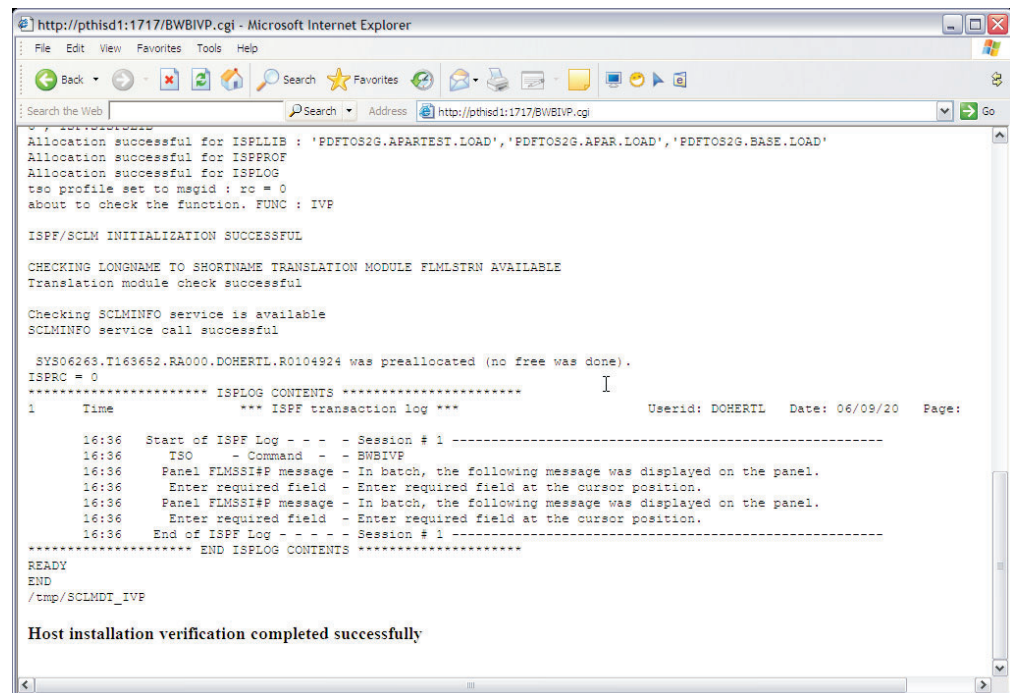 http://pthisd1:1717/BWBIVP.cgi - Microsoft Internet Explorer
File Edit View Favorites Tools Help
Back Search Favorites
Search the Web Search Address http://pthisd1:1717/BWBIVP.cgi Go
Allocation successful for ISPLLIB : 'PDFTOS2G.APARTEST.LOAD','PDFTOS2G.APAR.LOAD','PDFTOS2G.BASE.LOAD'
Allocation successful for ISPPROF
Allocation successful for ISPLOG
tso profile set to msgid : rc = 0
about to check the function. FUNC : IVP
ISPF/SCLM INITIALIZATION SUCCESSFUL
CHECKING LONGNAME TO SHORTNAME TRANSLATION MODULE FLMLSTRN AVAILABLE
Translation module check successful
Checking SCLMINFO service is available
SCLMINFO service call successful
SYS06263.T163652.RA000.DOHERTL.R0104924 was preallocated (no free was done).
ISPRC = 0
*********************** ISPLOG CONTENTS ***********************
1 Time *** ISPF transaction log *** Userid: DOHERTL Date: 06/09/20 Page:
16:36 Start of ISPF Log - - - - Session # 1 -------------------------------------------------------
16:36 TSO - Command - - BWBIVP
16:36 Panel FLMSSI#P message - In batch, the following message was displayed on the panel.
16:36 Enter required field - Enter required field at the cursor position.
16:36 Panel FLMSSI#P message - In batch, the following message was displayed on the panel.
16:36 Enter required field - Enter required field at the cursor position.
16:36 End of ISPF Log - - - - - Session # 1 -------------------------------------------------------
********************* END ISPLOG CONTENTS *********************
READY
END
/tmp/SCLMDT_IVP
Host installation verification completed successfully